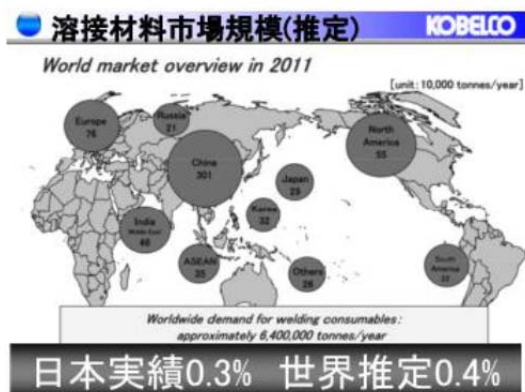 溶接材料市場規模(推定)
KOBELCO
World market overview in 2011
[unit: 10,000 tonnes/year]
Europe
76
Russia
21
China
301
North
America
55
Japan
25
Korea
32
India
Middle East
46
ASEAN
35
Others
26
South
America
Worldwide demand for welding consumables:
approximately 6,400,000 tonnes/year
日本実績0.3% 世界推定0.4%